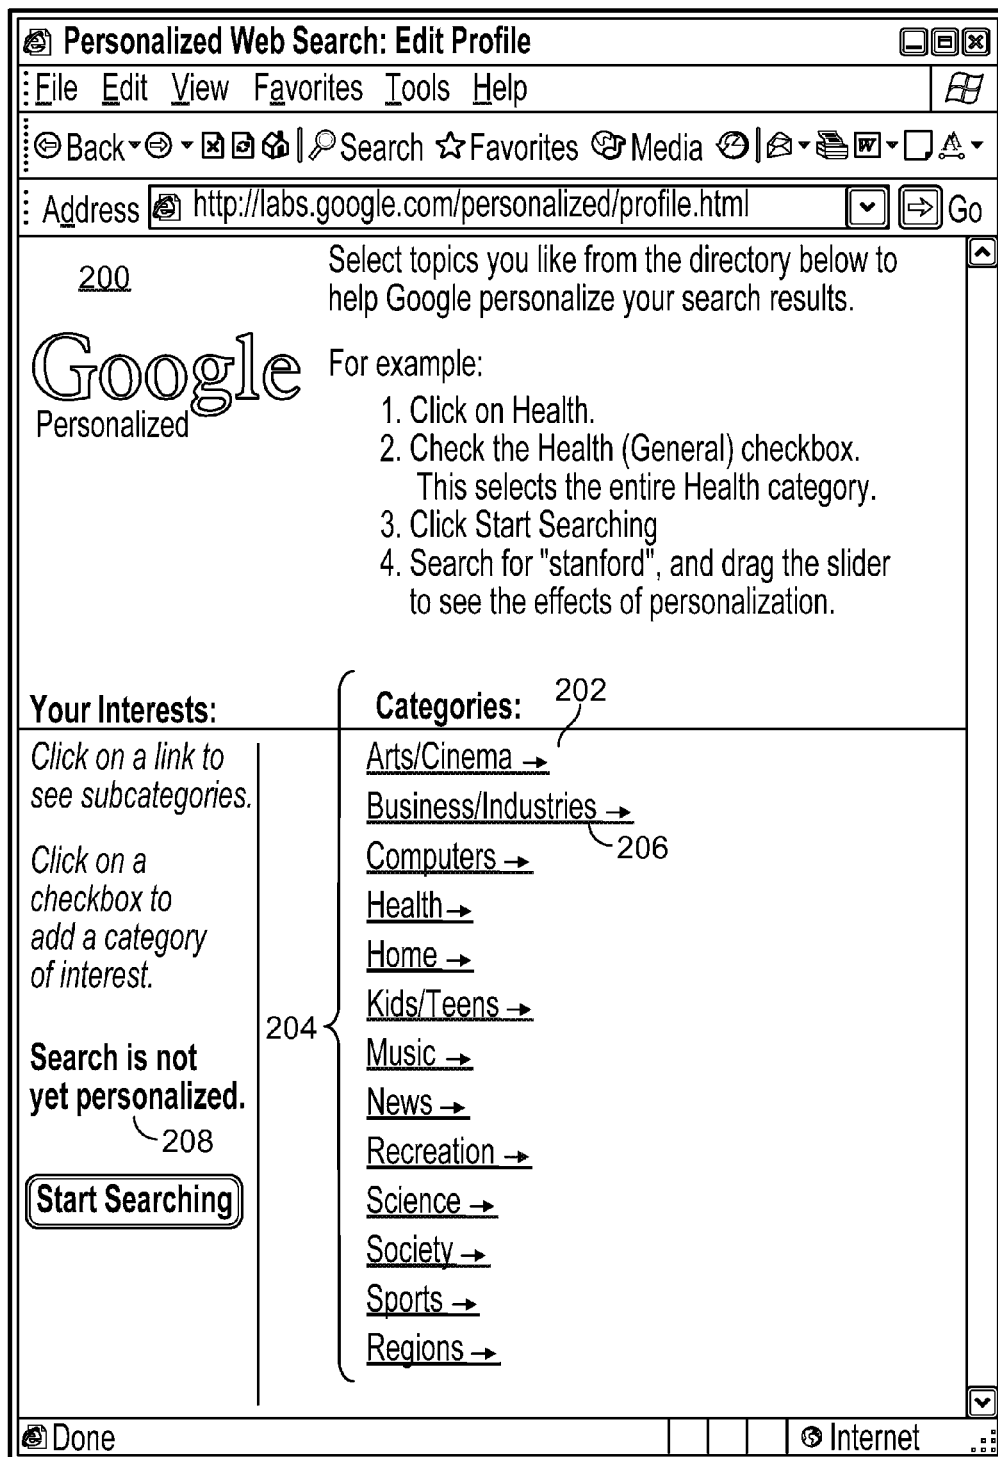 Personalized Web Search: Edit Profile
File Edit View Favorites Tools Help
Back Search Favorites Media W
Address http://labs.google.com/personalized/profile.html Go
200
Google
Personalized
Select topics you like from the directory below to
help Google personalize your search results.
For example:
1. Click on Health.
2. Check the Health (General) checkbox.
This selects the entire Health category.
3. Click Start Searching
4. Search for "stanford", and drag the slider
to see the effects of personalization.
Your Interests:
Click on a link to
see subcategories.
Click on a
checkbox to
add a category
of interest.
Search is not
yet personalized.
208
Start Searching
204
Categories:
202
Arts/Cinema →
Business/Industries →
206
Computers →
Health →
Home →
Kids/Teens →
Music →
News →
Recreation →
Science →
Society →
Sports →
Regions →
Done Internet